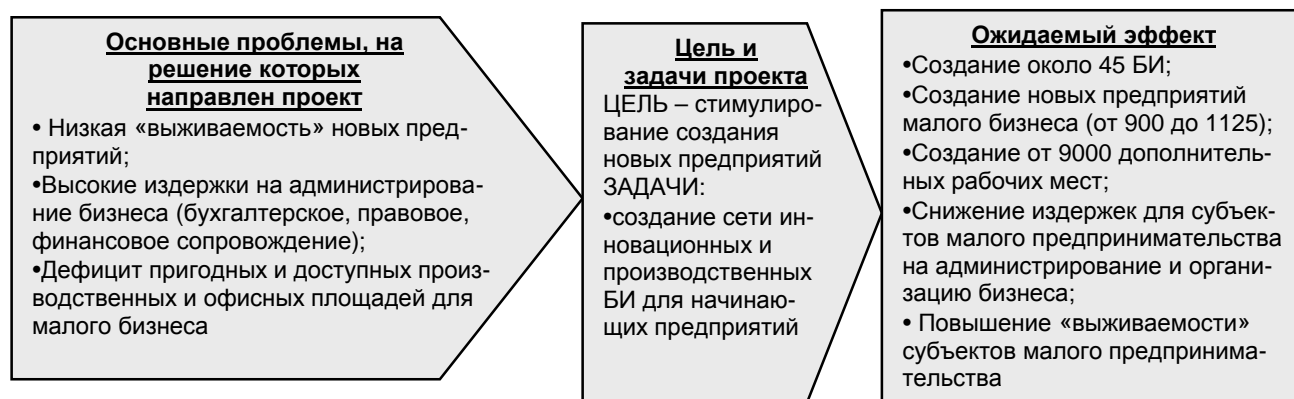 Основные проблемы, на
решение которых
направлен проект
• Низкая «выживаемость» новых пред-
приятий;
•Высокие издержки на администрирова-
ние бизнеса (бухгалтерское, правовое,
финансовое сопровождение);
•Дефицит пригодных и доступных произ-
водственных и офисных площадей для
малого бизнеса
Цель и
задачи проекта
ЦЕЛЬ – стимулиро-
вание создания
новых предприятий
ЗАДАЧИ:
•создание сети ин-
новационных и
производственных
БИ для начинаю-
щих предприятий
Ожидаемый эффект
•Создание около 45 БИ;
•Создание новых предприятий
малого бизнеса (от 900 до 1125);
•Создание от 9000 дополнитель-
ных рабочих мест;
•Снижение издержек для субъек-
тов малого предпринимательства
на администрирование и органи-
зацию бизнеса;
• Повышение «выживаемости»
субъектов малого предпринима-
тельства